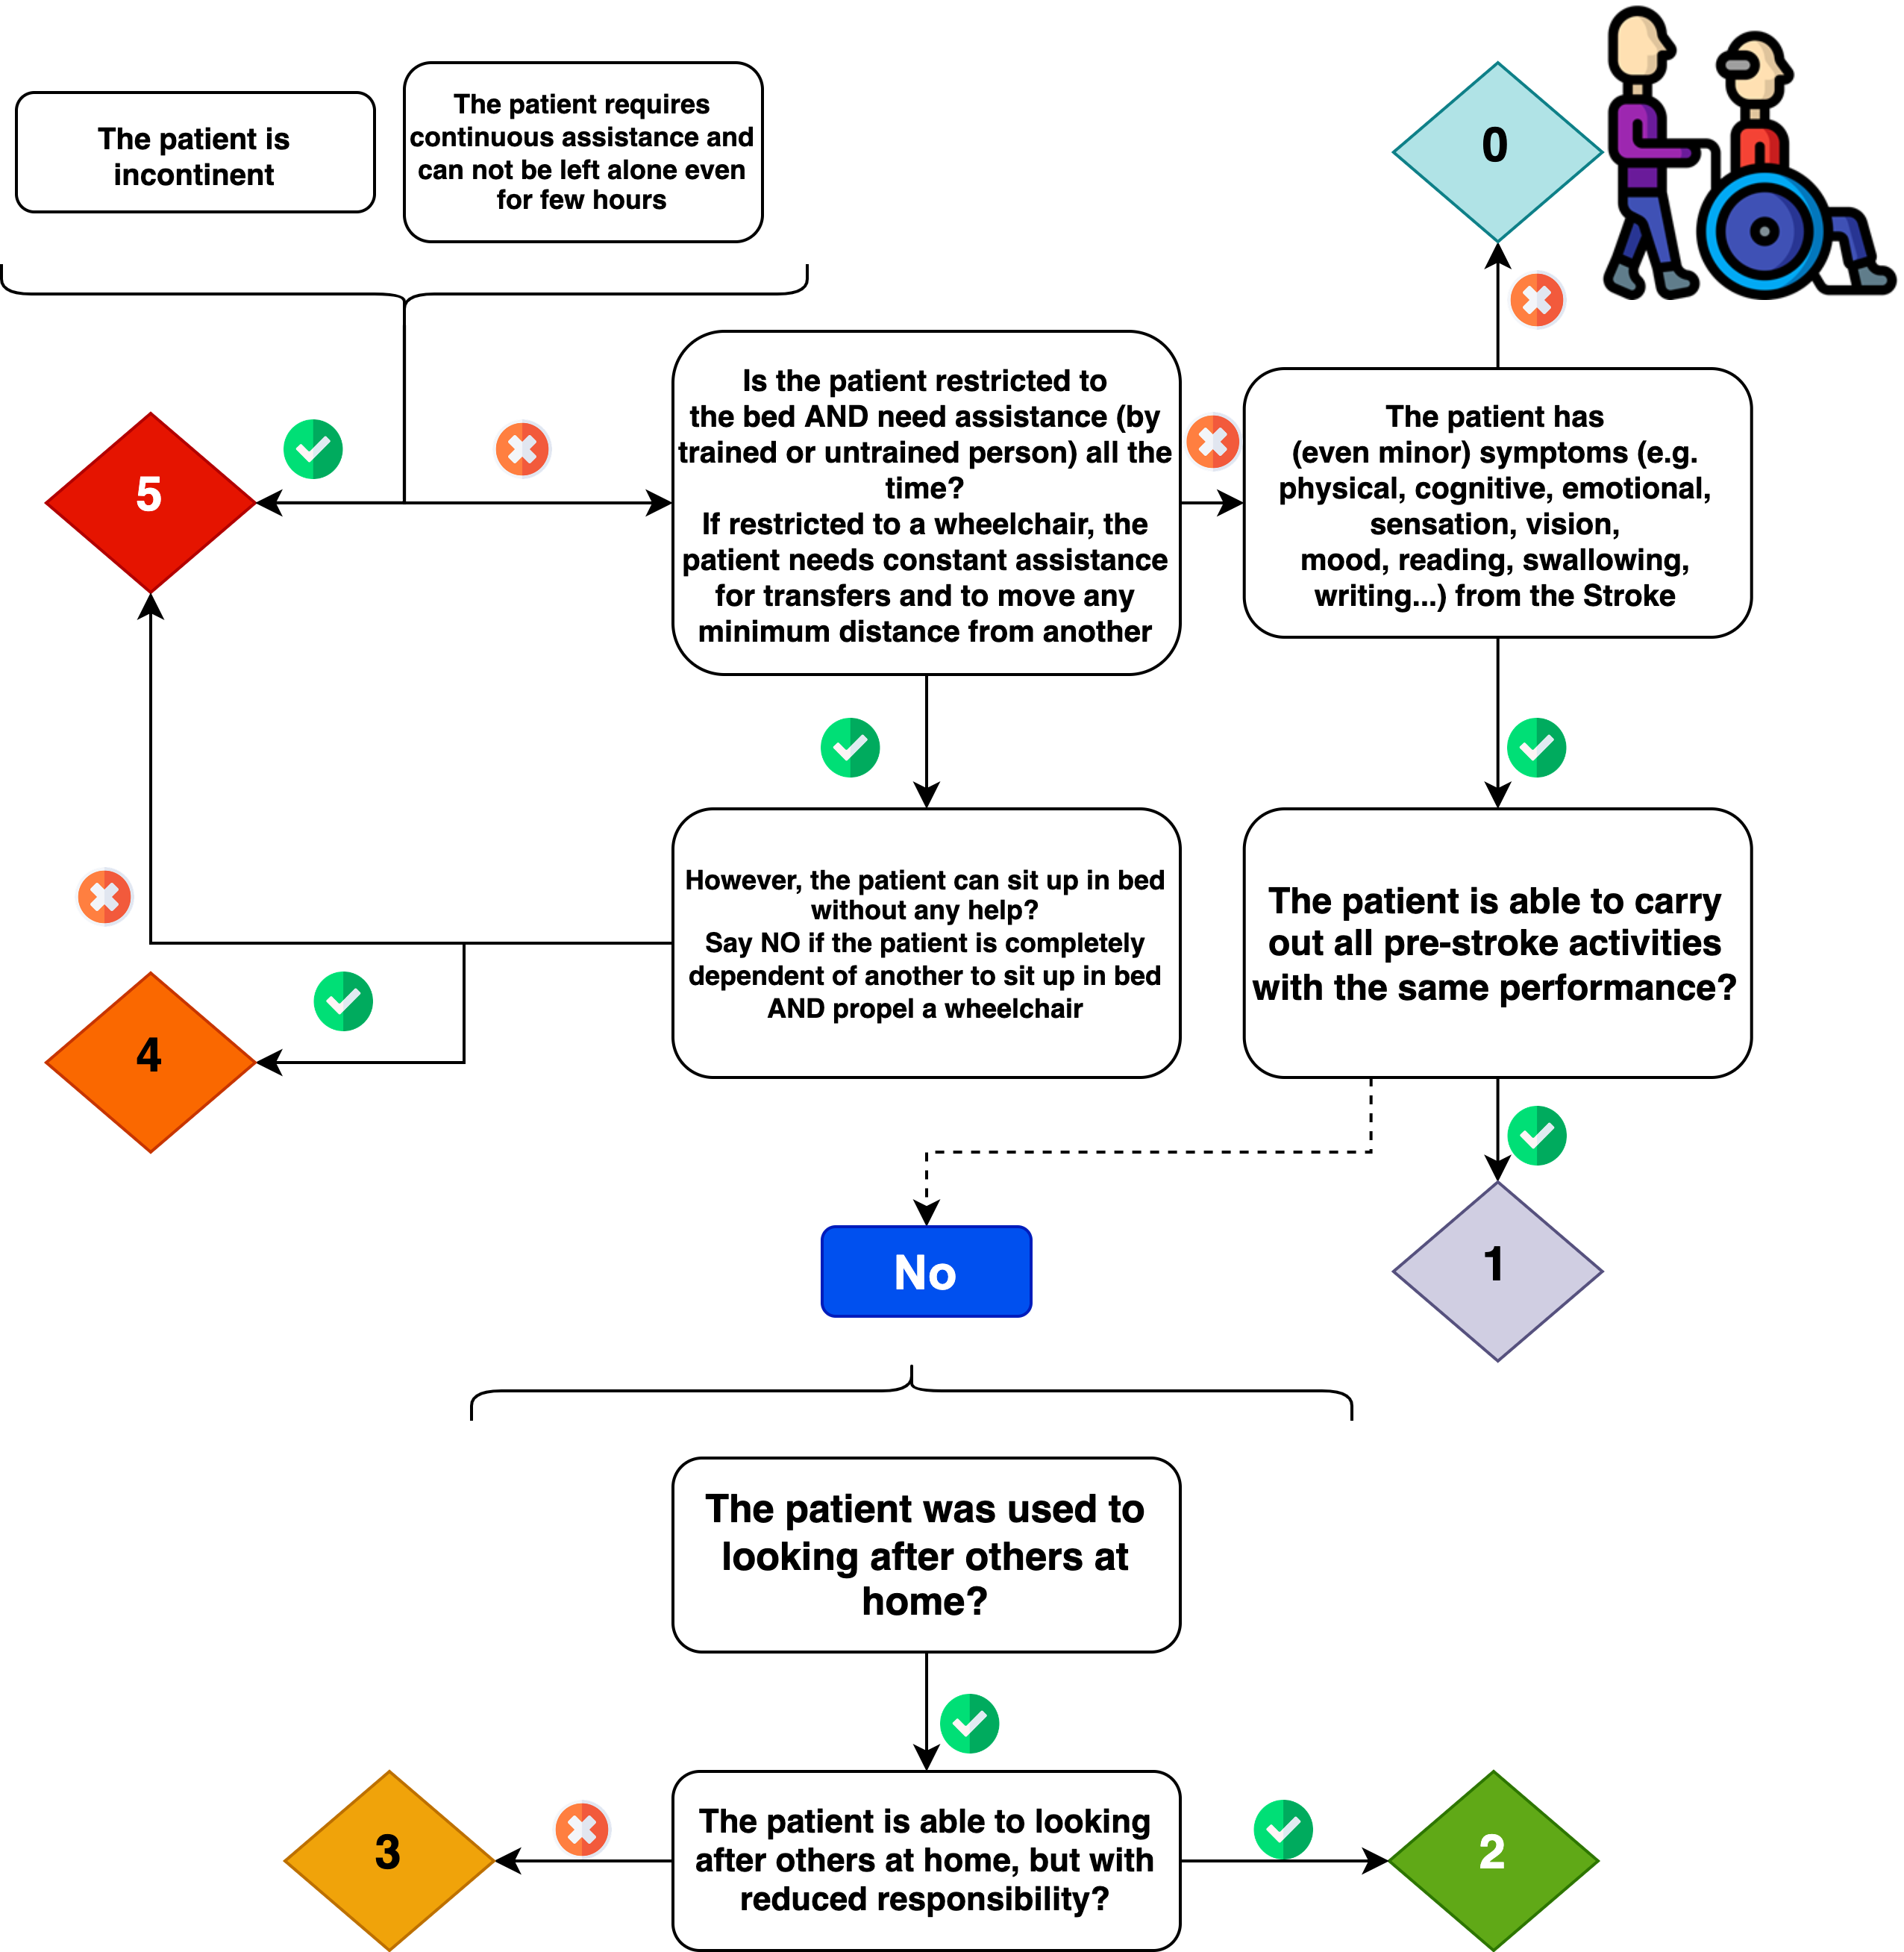 The patient is
incontinent
The patient requires
continuous assistance and
can not be left alone even
for few hours
0
5
Is the patient restricted to
the bed AND need assistance (by
trained or untrained person) all the
time?
If restricted to a wheelchair, the
patient needs constant assistance
for transfers and to move any
minimum distance from another
The patient has
(even minor) symptoms (e.g.
physical, cognitive, emotional,
sensation, vision,
mood, reading, swallowing,
writing...) from the Stroke
However, the patient can sit up in bed
without any help?
Say NO if the patient is completely
dependent of another to sit up in bed
AND propel a wheelchair
The patient is able to carry
out all pre-stroke activities
with the same performance?
4
No
1
The patient was used to
looking after others at
home?
3
The patient is able to looking
after others at home, but with
reduced responsibility?
2